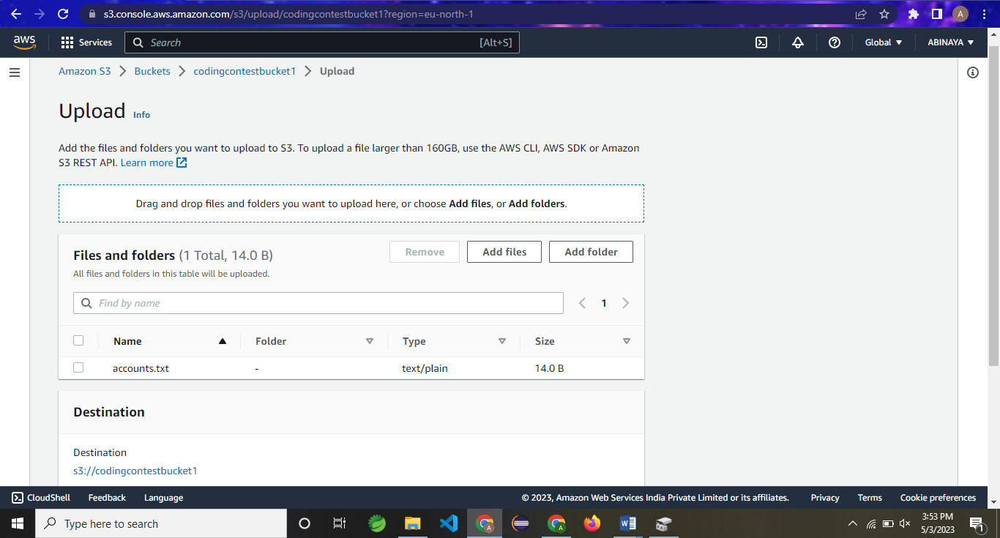 s3.console.aws.amazon.com/s3/upload/codingcontestbucket1?region=eu-north-1
A
aws
Services
Search
[Alt+S]
Global
ABINAYA
Amazon S3
Buckets
codingcontestbucket1
Upload
Upload
Info
Add the files and folders you want to upload to S3. To upload a file larger than 160GB, use the AWS CLI, AWS SDK or Amazon
S3 REST API. Learn more
Drag and drop files and folders you want to upload here, or choose Add files, or Add folders.
Files and folders (1 Total, 14.0 B)
Remove
Add files
Add folder
All files and folders in this table will be uploaded.
Find by name
1
Name
Folder
Type
Size
accounts.txt
-
text/plain
14.0 B
Destination
Destination
s3://codingcontestbucket1
CloudShell
Feedback
Language
© 2023, Amazon Web Services India Private Limited or its affiliates.
Privacy
Terms
Cookie preferences
Type here to search
A
A
3:53 PM
5/3/2023
1